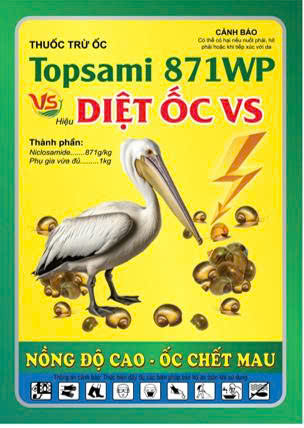 THUỐC TRỪ ỐC
CẢNH BÁO
Có thể có hại nếu nuốt phải, hít
phải hoặc khi tiếp xúc với da
Topsami 871WP
VS Hiệu DIỆT ỐC VS
Thành phần:
Niclosamide.......871g/kg
Phụ gia vừa đủ.........1kg
NỒNG ĐỘ CAO - ỐC CHẾT MAU